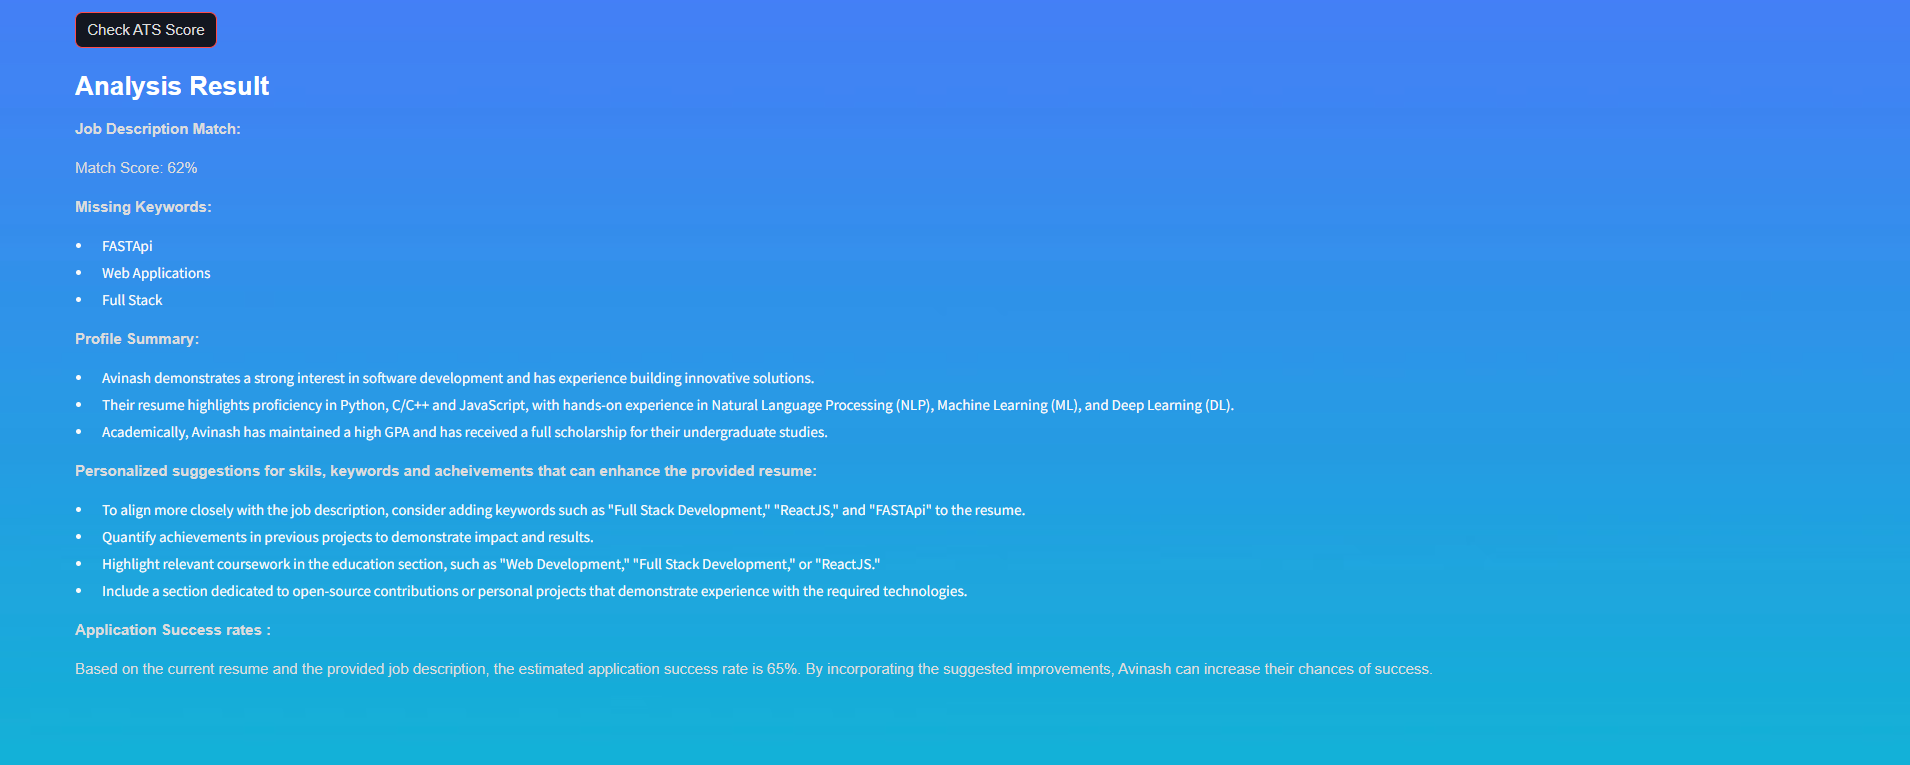 Check ATS Score
Analysis Result
Job Description Match:
Match Score: 62%
Missing Keywords:
• FASTApi
• Web Applications
• Full Stack
Profile Summary:
• Avinash demonstrates a strong interest in software development and has experience building innovative solutions.
• Their resume highlights proficiency in Python, C/C++ and JavaScript, with hands-on experience in Natural Language Processing (NLP), Machine Learning (ML), and Deep Learning (DL).
• Academically, Avinash has maintained a high GPA and has received a full scholarship for their undergraduate studies.
Personalized suggestions for skils, keywords and acheivements that can enhance the provided resume:
• To align more closely with the job description, consider adding keywords such as "Full Stack Development," "ReactJS," and "FASTApi" to the resume.
• Quantify achievements in previous projects to demonstrate impact and results.
• Highlight relevant coursework in the education section, such as "Web Development," "Full Stack Development," or "ReactJS."
• Include a section dedicated to open-source contributions or personal projects that demonstrate experience with the required technologies.
Application Success rates :
Based on the current resume and the provided job description, the estimated application success rate is 65%. By incorporating the suggested improvements, Avinash can increase their chances of success.